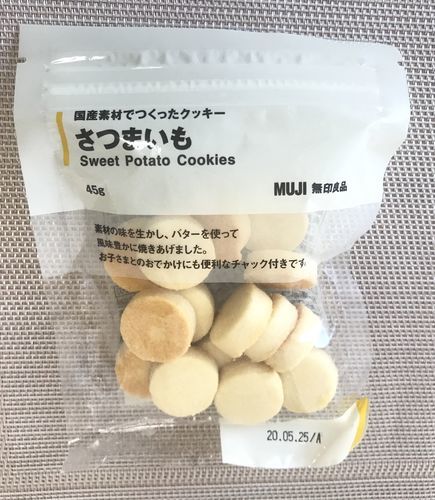 国産素材でつくったクッキー
さつまいも
Sweet Potato Cookies
45g
MUJI 無印良品
素材の味を生かし、バターを使って
風味豊かに焼きあげました。
お子さまとのおでかけにも便利なチャック付きです。
20.05.25/A